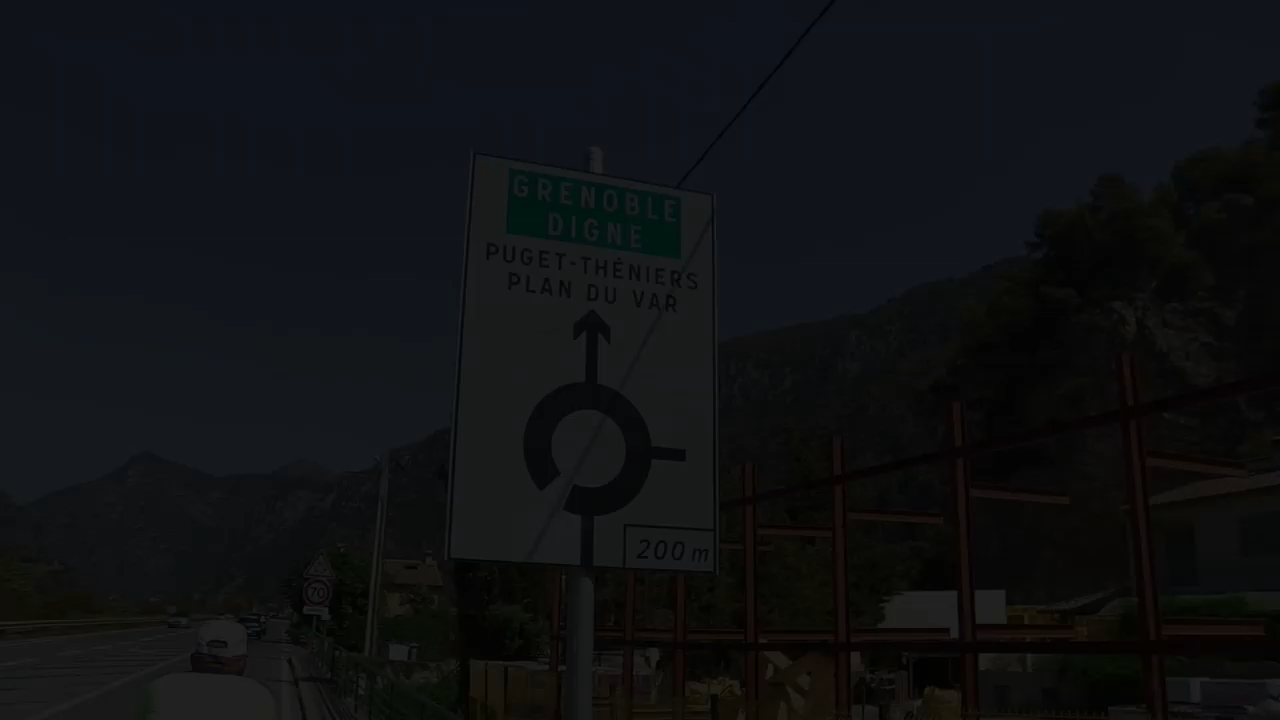 GRENOBLE
DIGNE
PUGET-THÉNIERS
PLAN DU VAR
200 m
70